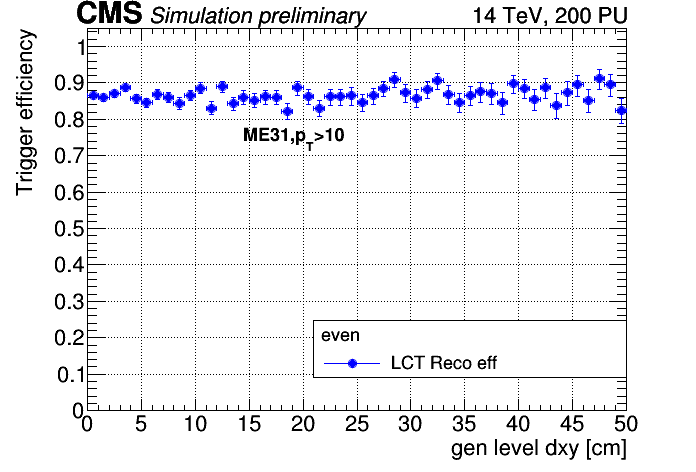 CMS Simulation preliminary 14 TeV, 200 PU
Trigger efficiency
1
0.9
0.8
0.7
0.6
0.5
0.4
0.3
0.2
0.1
0
ME31,pT>10
even
LCT Reco eff
0 5 10 15 20 25 30 35 40 45 50
gen level dxy [cm]